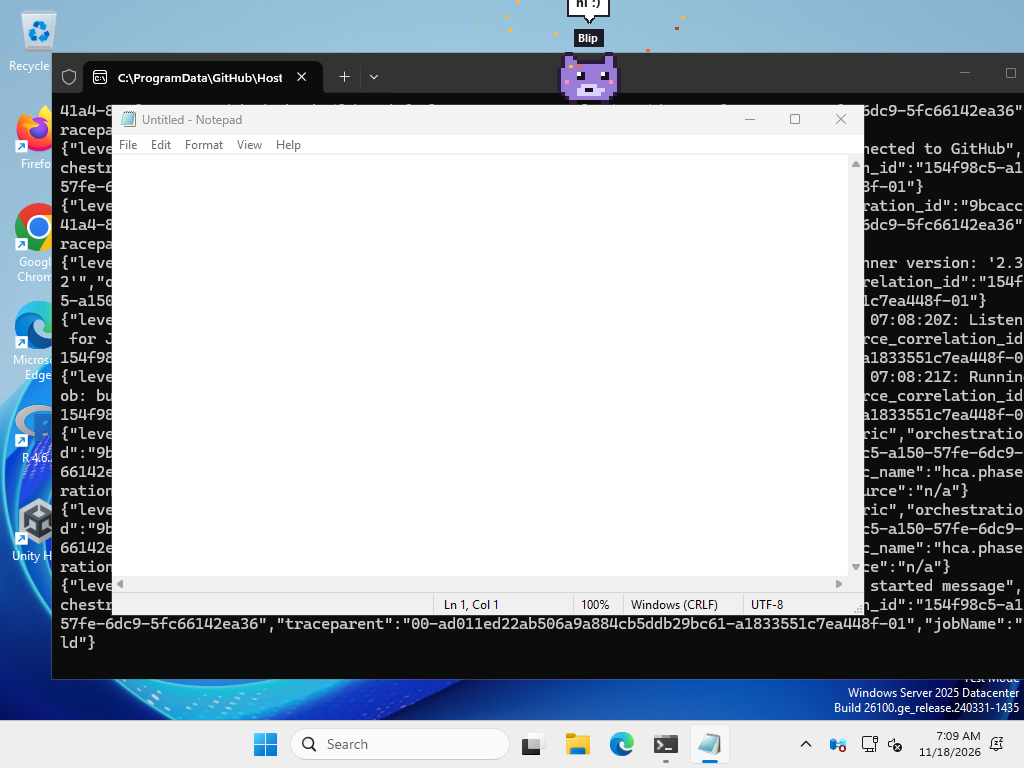 hi :)
Blip
Recycle
C:\ProgramData\GitHub\Host
Untitled - Notepad
File Edit Format View Help
Firefo
Googl
Chrom
Micros
Edge
R 4.6.
Unity H
41a4-8
6dc9-5fc66142ea36"
racepa
{"leve
nected to GitHub",
chestr
n_id":"154f98c5-a1
57fe-6
8f-01"}
{"leve
ration_id":"9bcacc
41a4-8
6dc9-5fc66142ea36"
racepa
{"leve
nner version: '2.3
2'","o
relation_id":"154f
5-a150
1c7ea448f-01"}
{"leve
07:08:20Z: Listen
for J
rce_correlation_id
154f98
a1833551c7ea448f-0
{"leve
07:08:21Z: Runnin
ob: bu
rce_correlation_id
154f98
a1833551c7ea448f-0
{"leve
ric","orchestratio
d":"9b
c5-a150-57fe-6dc9-
66142e
c_name":"hca.phase
ration
urce":"n/a"}
{"leve
ric","orchestratio
d":"9b
c5-a150-57fe-6dc9-
66142e
c_name":"hca.phase
ration
ce":"n/a"}
{"leve
started message",
chestr
n_id":"154f98c5-a1
57fe-6dc9-5fc66142ea36","traceparent":"00-ad011ed22ab506a9a884cb5ddb29bc61-a1833551c7ea448f-01","jobName":"
ld"}
Ln 1, Col 1
100%
Windows (CRLF)
UTF-8
Test Mode
Windows Server 2025 Datacenter
Build 26100.ge_release.240331-1435
Search
7:09 AM
11/18/2026